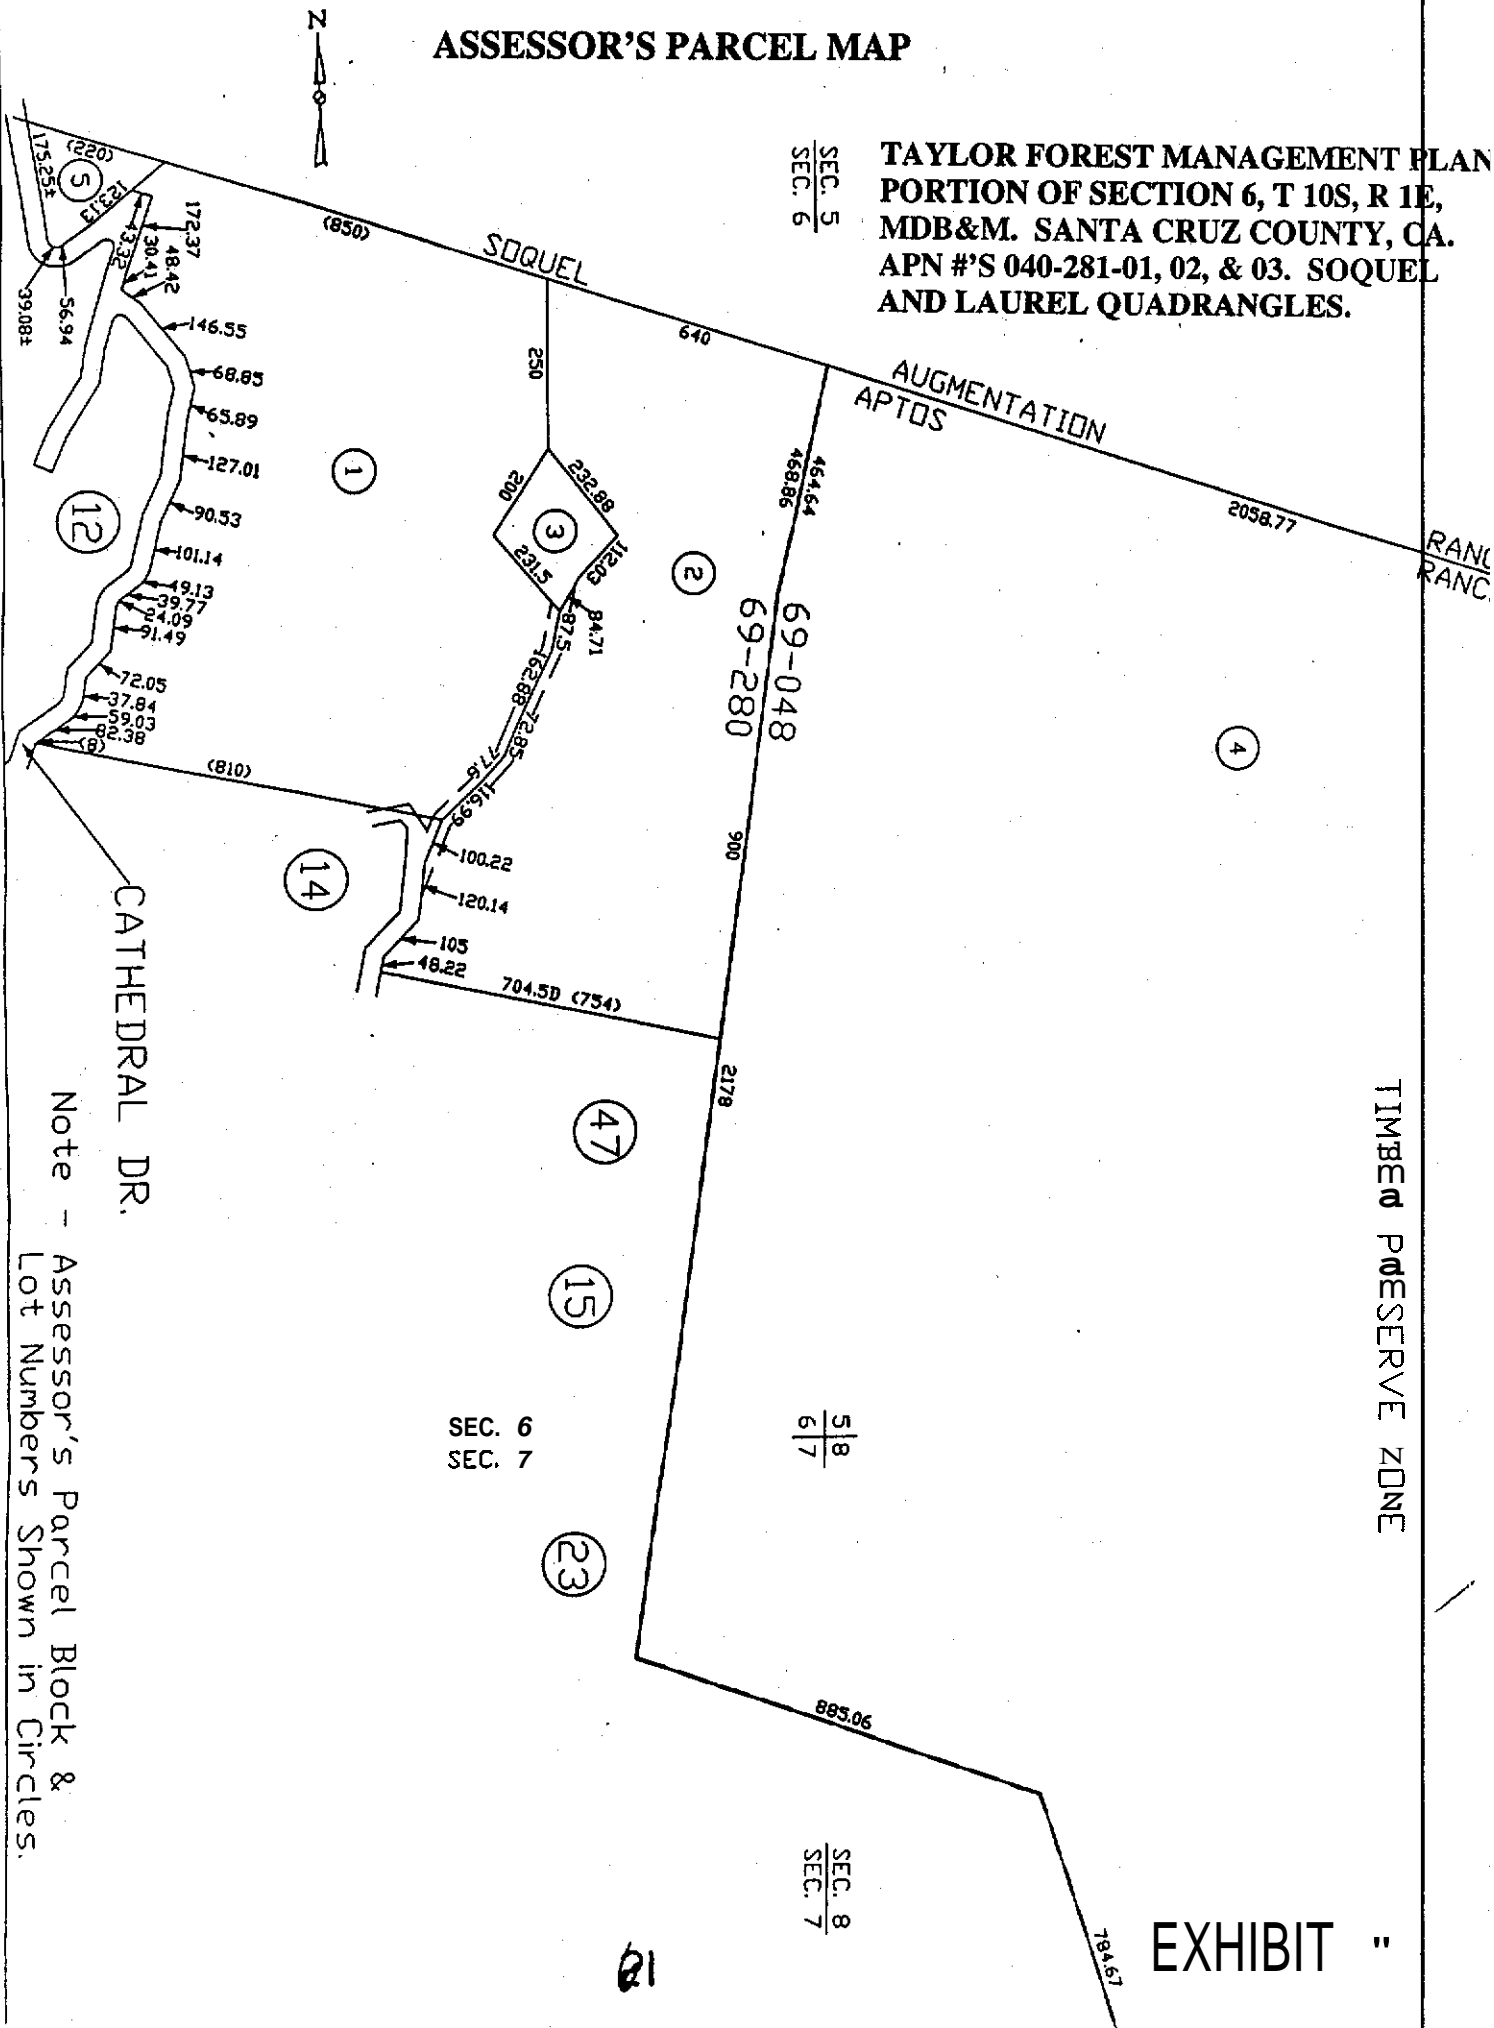 ASSESSOR'S PARCEL MAP
N
TAYLOR FOREST MANAGEMENT PLAN
PORTION OF SECTION 6, T 10S, R 1E,
MDB&M. SANTA CRUZ COUNTY, CA.
APN #'S 040-281-01, 02, & 03. SOQUEL
AND LAUREL QUADRANGLES.
SEC. 5
SEC. 6
(220)
5
175.25±
123.13
43.32
172.37
30.41
48.42
39.08±
56.94
146.55
68.85
65.89
127.01
90.53
101.14
49.13
39.77
24.09
91.49
72.05
37.84
59.03
82.38
(8)
(850)
SOQUEL
640
AUGMENTATION
APTOS
2058.77
RANC
RANC
250
1
12
200
232.88
3
231.5
112.03
84.71
87.5
162.88
72.85
77.8
116.99
2
464.64
468.86
69-048
69-280
4
(810)
900
14
100.22
120.14
105
48.22
704.5D (754)
CATHEDRAL DR.
2178
47
15
23
TIMBE@ P@ESERVE ZONE
SEC. 6
SEC. 7
5 8
6 7
885.06
SEC. 8
SEC. 7
794.67
Note - Assessor's Parcel Block &
Lot Numbers Shown in Circles.
EXHIBIT "